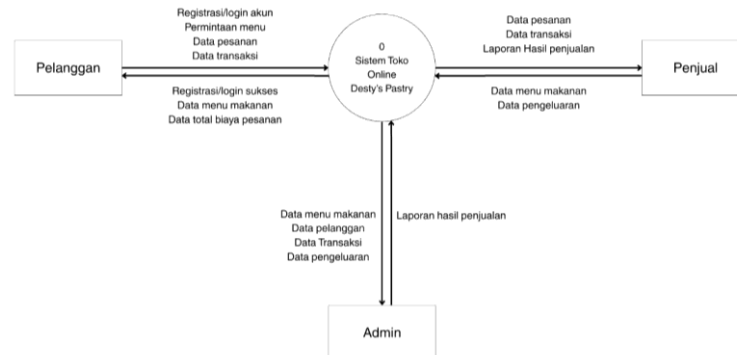 Registrasi/login akun
Permintaan menu
Data pesanan
Data transaksi
Pelanggan
Registrasi/login sukses
Data menu makanan
Data total biaya pesanan
0
Sistem Toko
Online
Desty's Pastry
Data pesanan
Data transaksi
Laporan Hasil penjualan
Penjual
Data menu makanan
Data pengeluaran
Data menu makanan
Data pelanggan
Data Transaksi
Data pengeluaran
Laporan hasil penjualan
Admin